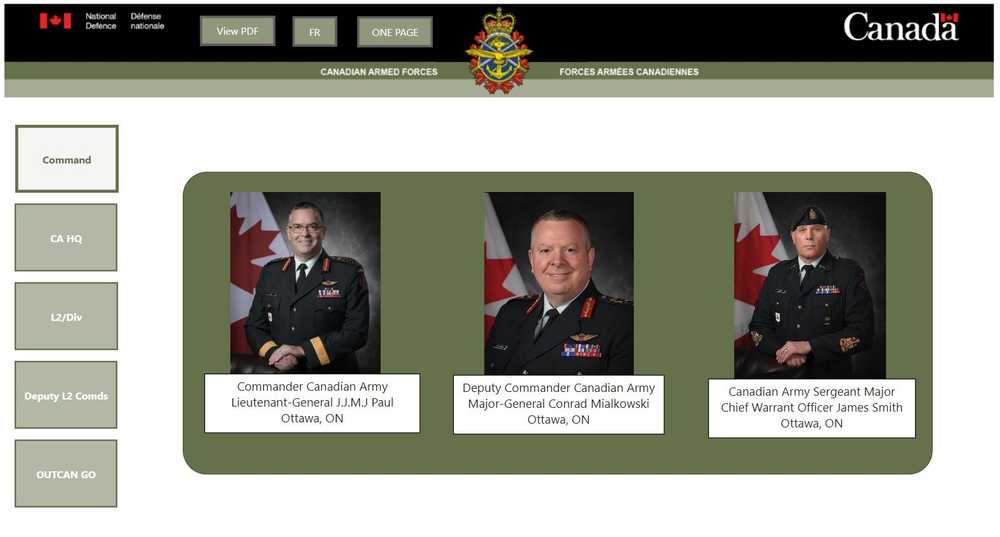 National
Defence
Défense
nationale
View PDF
FR
ONE PAGE
Canada
CANADIAN ARMED FORCES
FORCES ARMÉES CANADIENNES
Command
CA HQ
L2/Div
Deputy L2 Comds
OUTCAN GO
Commander Canadian Army
Lieutenant-General J.J.M.J Paul
Ottawa, ON
Deputy Commander Canadian Army
Major-General Conrad Mialkowski
Ottawa, ON
Canadian Army Sergeant Major
Chief Warrant Officer James Smith
Ottawa, ON